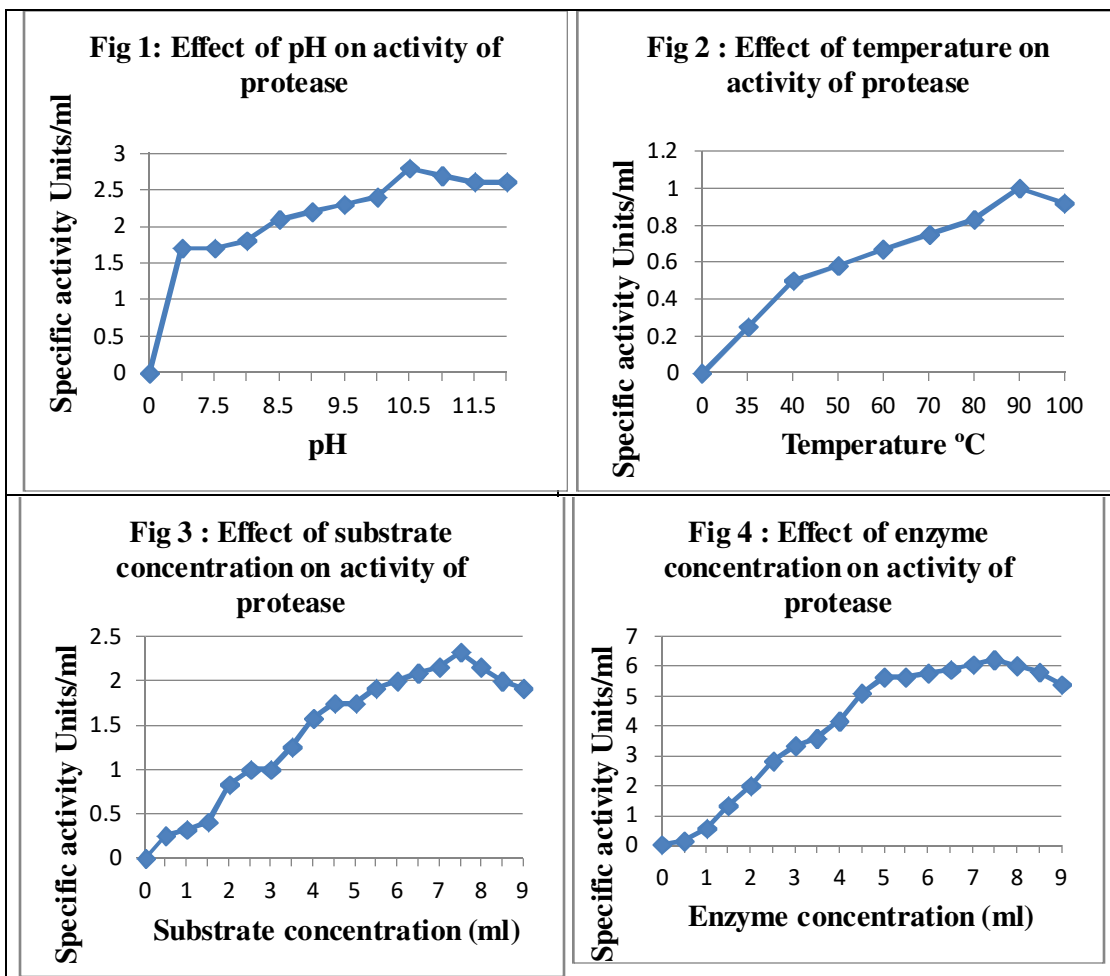 Fig 1: Effect of pH on activity of
protease
Specific activity Units/ml
3
2.5
2
1.5
1
0.5
0
0 7.5 8.5 9.5 10.5 11.5
pH
Fig 2 : Effect of temperature on
activity of protease
Specific activity Units/ml
1.2
1
0.8
0.6
0.4
0.2
0
0 35 40 50 60 70 80 90 100
Temperature ºC
Fig 3 : Effect of substrate
concentration on activity of
protease
Specific activity Units/ml
2.5
2
1.5
1
0.5
0
0 1 2 3 4 5 6 7 8 9
Substrate concentration (ml)
Fig 4 : Effect of enzyme
concentration on activity of
protease
Specific activity Units/ml
7
6
5
4
3
2
1
0
0 1 2 3 4 5 6 7 8 9
Enzyme concentration (ml)